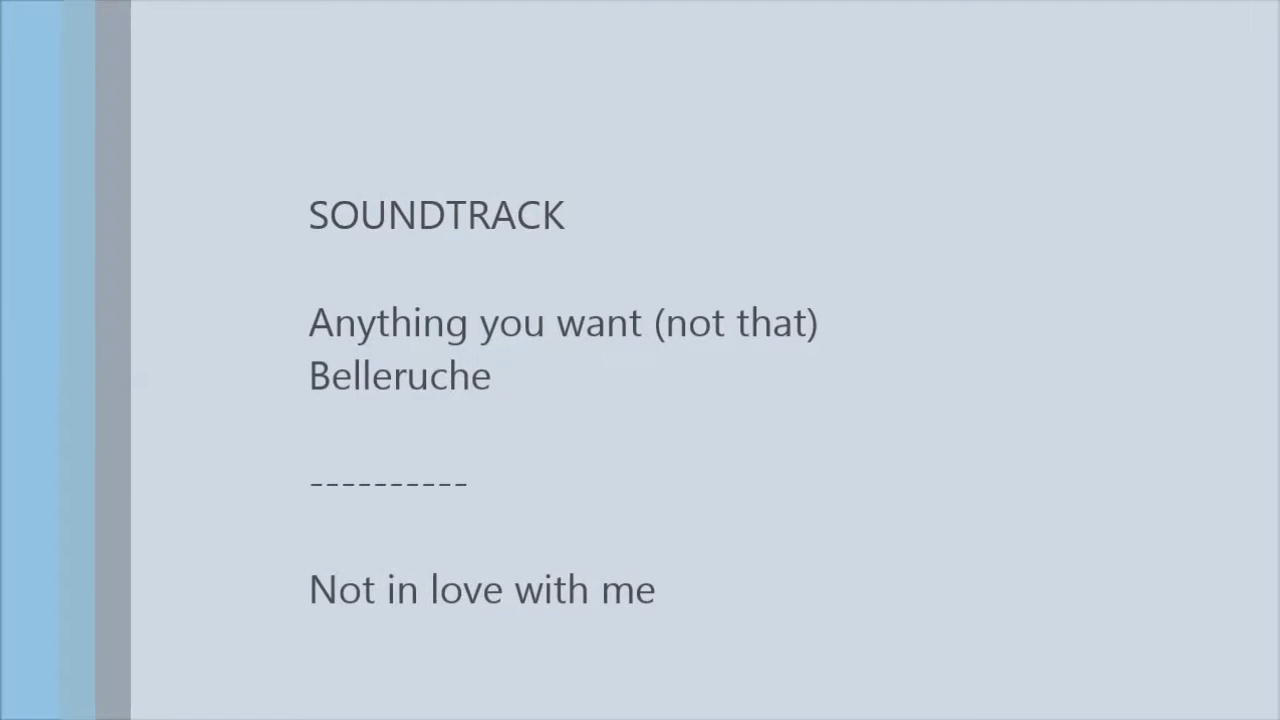 SOUNDTRACK
Anything you want (not that)
Belleruche
----------
Not in love with me